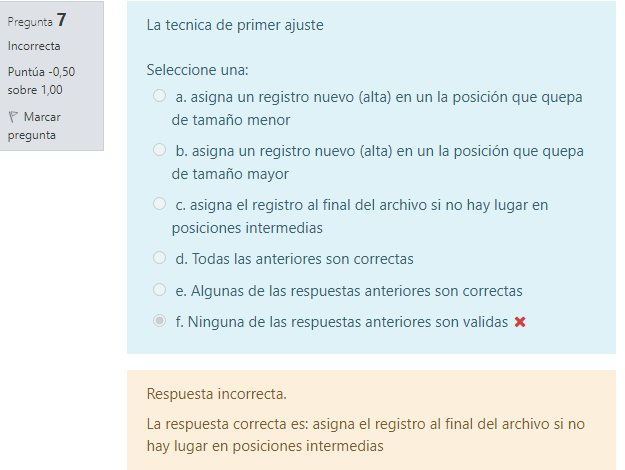 Pregunta 7
Incorrecta
Puntúa -0,50
sobre 1,00
Marcar
pregunta
La tecnica de primer ajuste
Seleccione una:
a. asigna un registro nuevo (alta) en un la posición que quepa
de tamaño menor
b. asigna un registro nuevo (alta) en un la posición que quepa
de tamaño mayor
c. asigna el registro al final del archivo si no hay lugar en
posiciones intermedias
d. Todas las anteriores son correctas
e. Algunas de las respuestas anteriores son correctas
f. Ninguna de las respuestas anteriores son validas
Respuesta incorrecta.
La respuesta correcta es: asigna el registro al final del archivo si no
hay lugar en posiciones intermedias